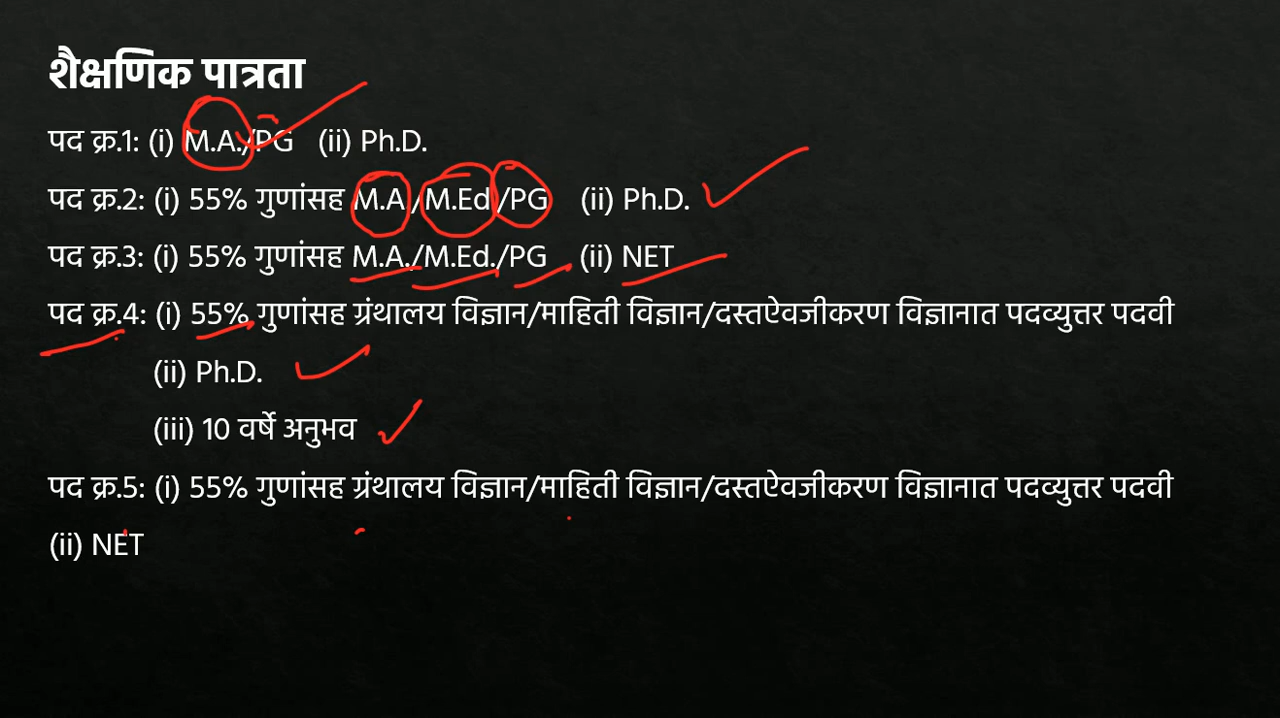 शैक्षणिक पात्रता
पद क्र.1: (i) M.A./PG (ii) Ph.D.
पद क्र.2: (i) 55% गुणांसह M.A./M.Ed./PG (ii) Ph.D.
पद क्र.3: (i) 55% गुणांसह M.A./M.Ed./PG (ii) NET
पद क्र.4: (i) 55% गुणांसह ग्रंथालय विज्ञान/माहिती विज्ञान/दस्तऐवजीकरण विज्ञानात पदव्युत्तर पदवी
(ii) Ph.D.
(iii) 10 वर्षे अनुभव
पद क्र.5: (i) 55% गुणांसह ग्रंथालय विज्ञान/माहिती विज्ञान/दस्तऐवजीकरण विज्ञानात पदव्युत्तर पदवी
(ii) NET